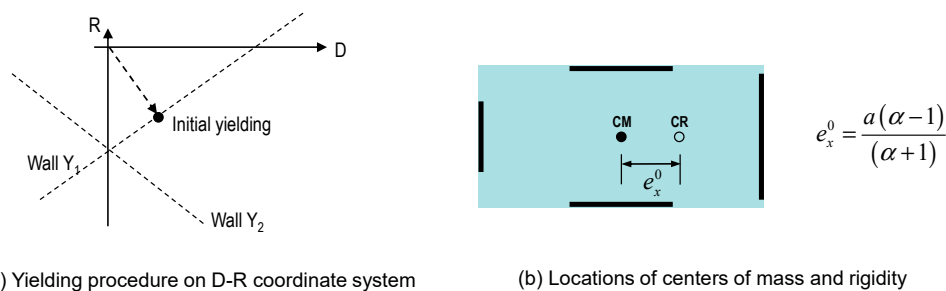 R
D
Initial yielding
Wall Y1
Wall Y2
) Yielding procedure on D-R coordinate system
CM
CR
e_x^0
e_x^0 = a(α−1) / (α+1)
(b) Locations of centers of mass and rigidity